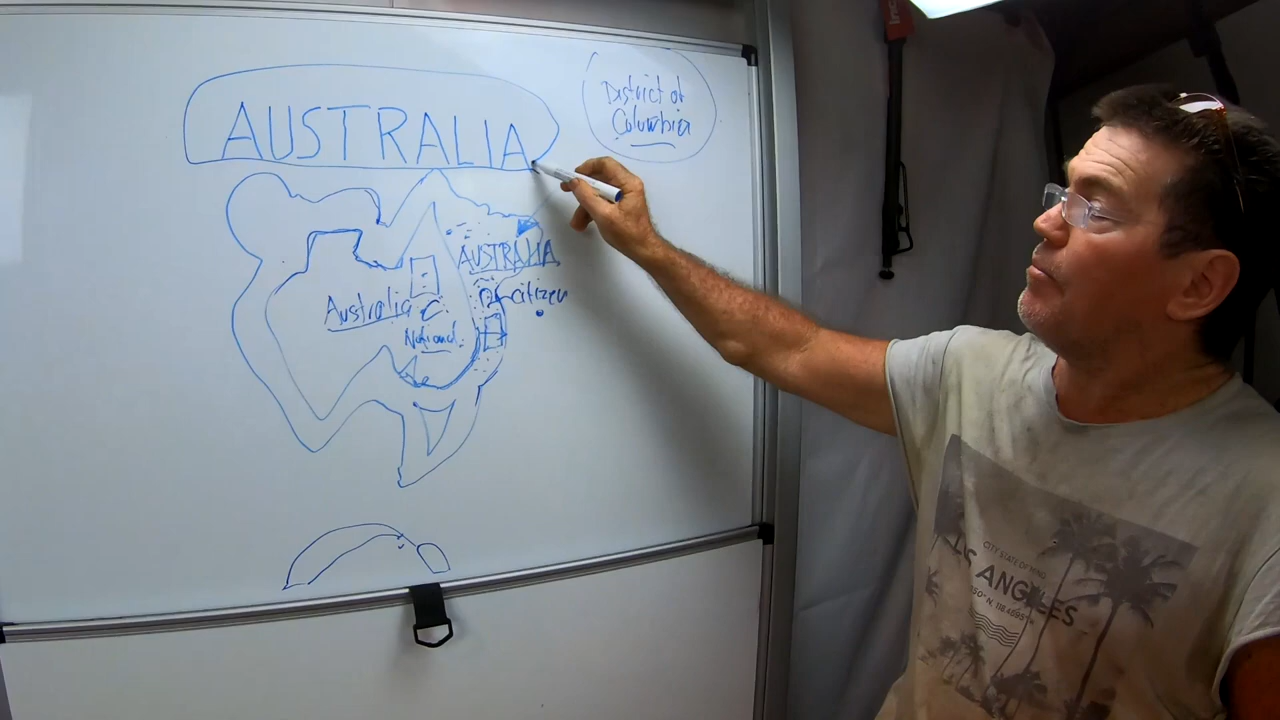 AUSTRALIA
District of
Columbia
AUSTRALIA
citizen
Australia
National
CITY STATE OF MIND
LOS ANGELES